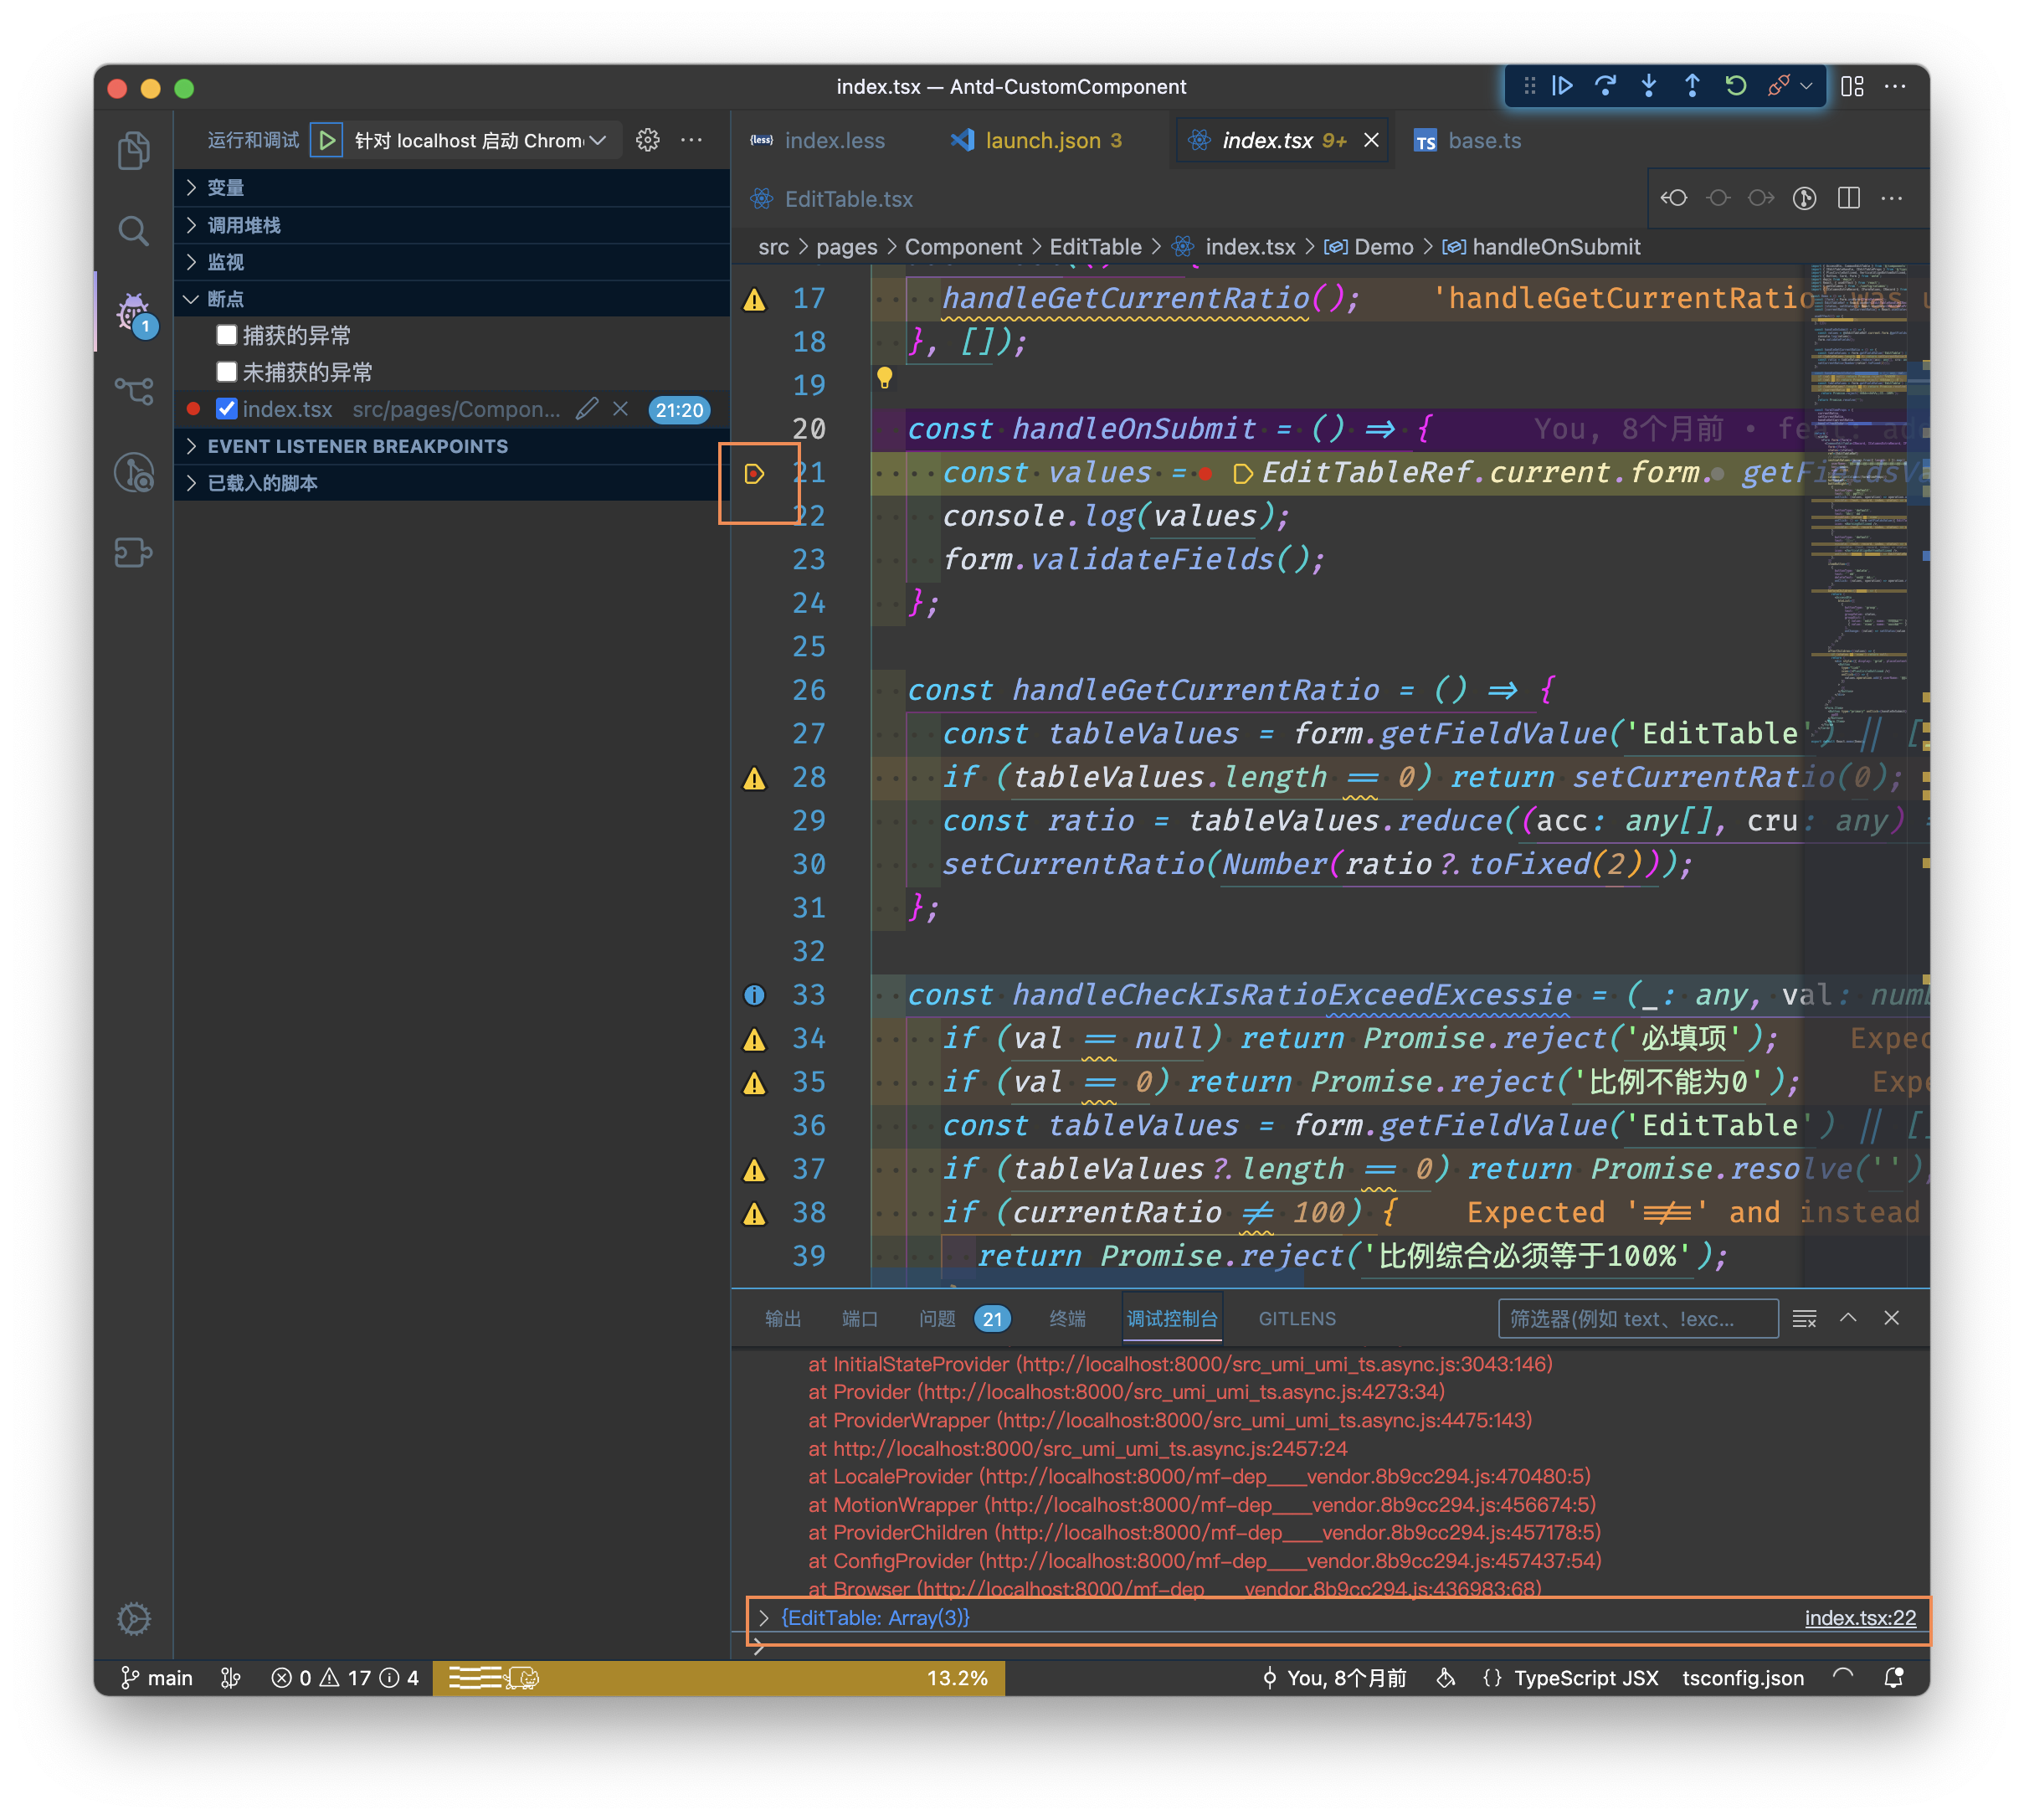 index.tsx — Antd-CustomComponent
运行和调试 针对 localhost 启动 Chrom
变量
调用堆栈
监视
断点
捕获的异常
未捕获的异常
index.tsx src/pages/Compon... 21:20
EVENT LISTENER BREAKPOINTS
已载入的脚本
1
{less} index.less launch.json 3 index.tsx 9+ TS base.ts
EditTable.tsx
src > pages > Component > EditTable > index.tsx > Demo > handleOnSubmit
17 handleGetCurrentRatio(); 'handleGetCurrentRatio' was u
18 }, []);
19
20 const handleOnSubmit = () => { You, 8个月前 • feat: ad
21 const values = EditTableRef.current.form. getFieldsV
22 console.log(values);
23 form.validateFields();
24 };
25
26 const handleGetCurrentRatio = () => {
27 const tableValues = form.getFieldValue('EditTable') || [
28 if (tableValues.length == 0) return setCurrentRatio(0);
29 const ratio = tableValues.reduce((acc: any[], cru: any) =
30 setCurrentRatio(Number(ratio?.toFixed(2)));
31 };
32
33 const handleCheckIsRatioExceedExcessie = (_: any, val: numb
34 if (val == null) return Promise.reject('必填项'); Expec
35 if (val == 0) return Promise.reject('比例不能为0'); Expe
36 const tableValues = form.getFieldValue('EditTable') || [
37 if (tableValues?.length == 0) return Promise.resolve('');
38 if (currentRatio != 100) { Expected '!==' and instead
39 return Promise.reject('比例综合必须等于100%');
输出 端口 问题 21 终端 调试控制台 GITLENS 筛选器(例如 text、!exc...
at InitialStateProvider (http://localhost:8000/src_umi_umi_ts.async.js:3043:146)
at Provider (http://localhost:8000/src_umi_umi_ts.async.js:4273:34)
at ProviderWrapper (http://localhost:8000/src_umi_umi_ts.async.js:4475:143)
at http://localhost:8000/src_umi_umi_ts.async.js:2457:24
at LocaleProvider (http://localhost:8000/mf-dep____vendor.8b9cc294.js:470480:5)
at MotionWrapper (http://localhost:8000/mf-dep____vendor.8b9cc294.js:456674:5)
at ProviderChildren (http://localhost:8000/mf-dep____vendor.8b9cc294.js:457178:5)
at ConfigProvider (http://localhost:8000/mf-dep____vendor.8b9cc294.js:457437:54)
at Browser (http://localhost:8000/mf-dep____vendor.8b9cc294.js:436983:68)
> {EditTable: Array(3)} index.tsx:22
>
main 0 17 4 13.2% You, 8个月前 {} TypeScript JSX tsconfig.json